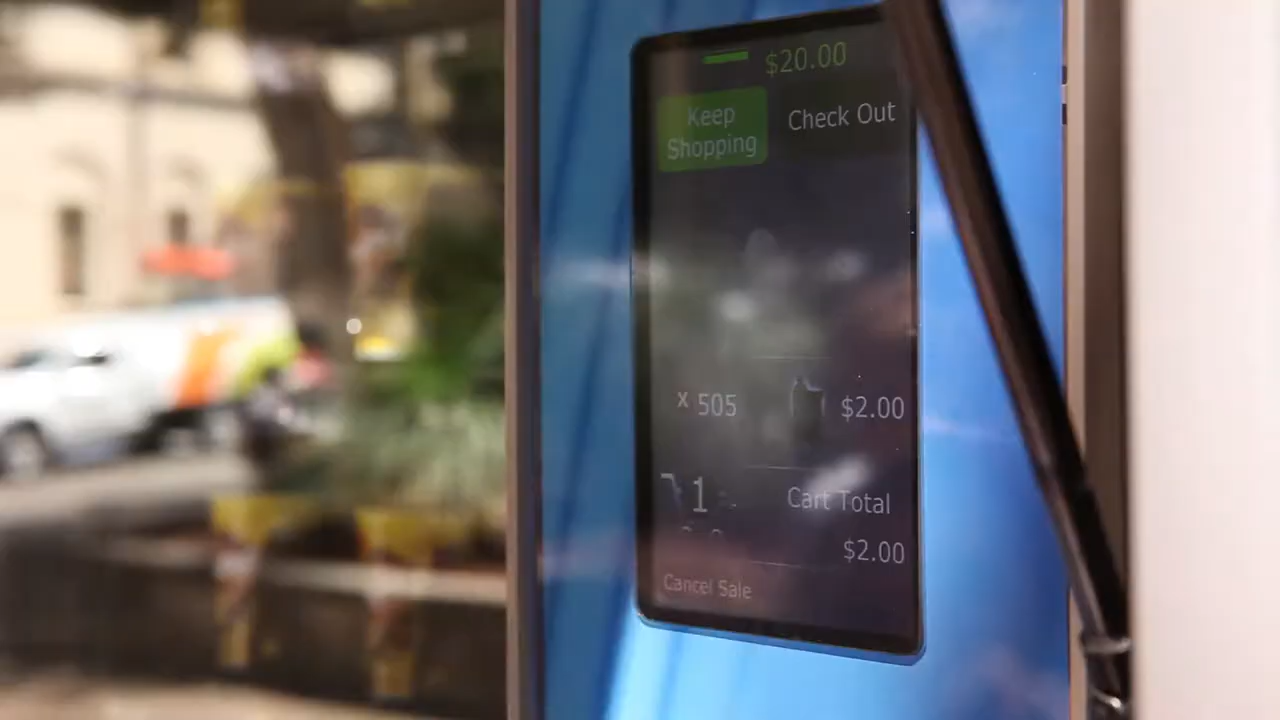 $20.00
Keep
Shopping
Check Out
x 505
$2.00
1
Cart Total
$2.00
Cancel Sale